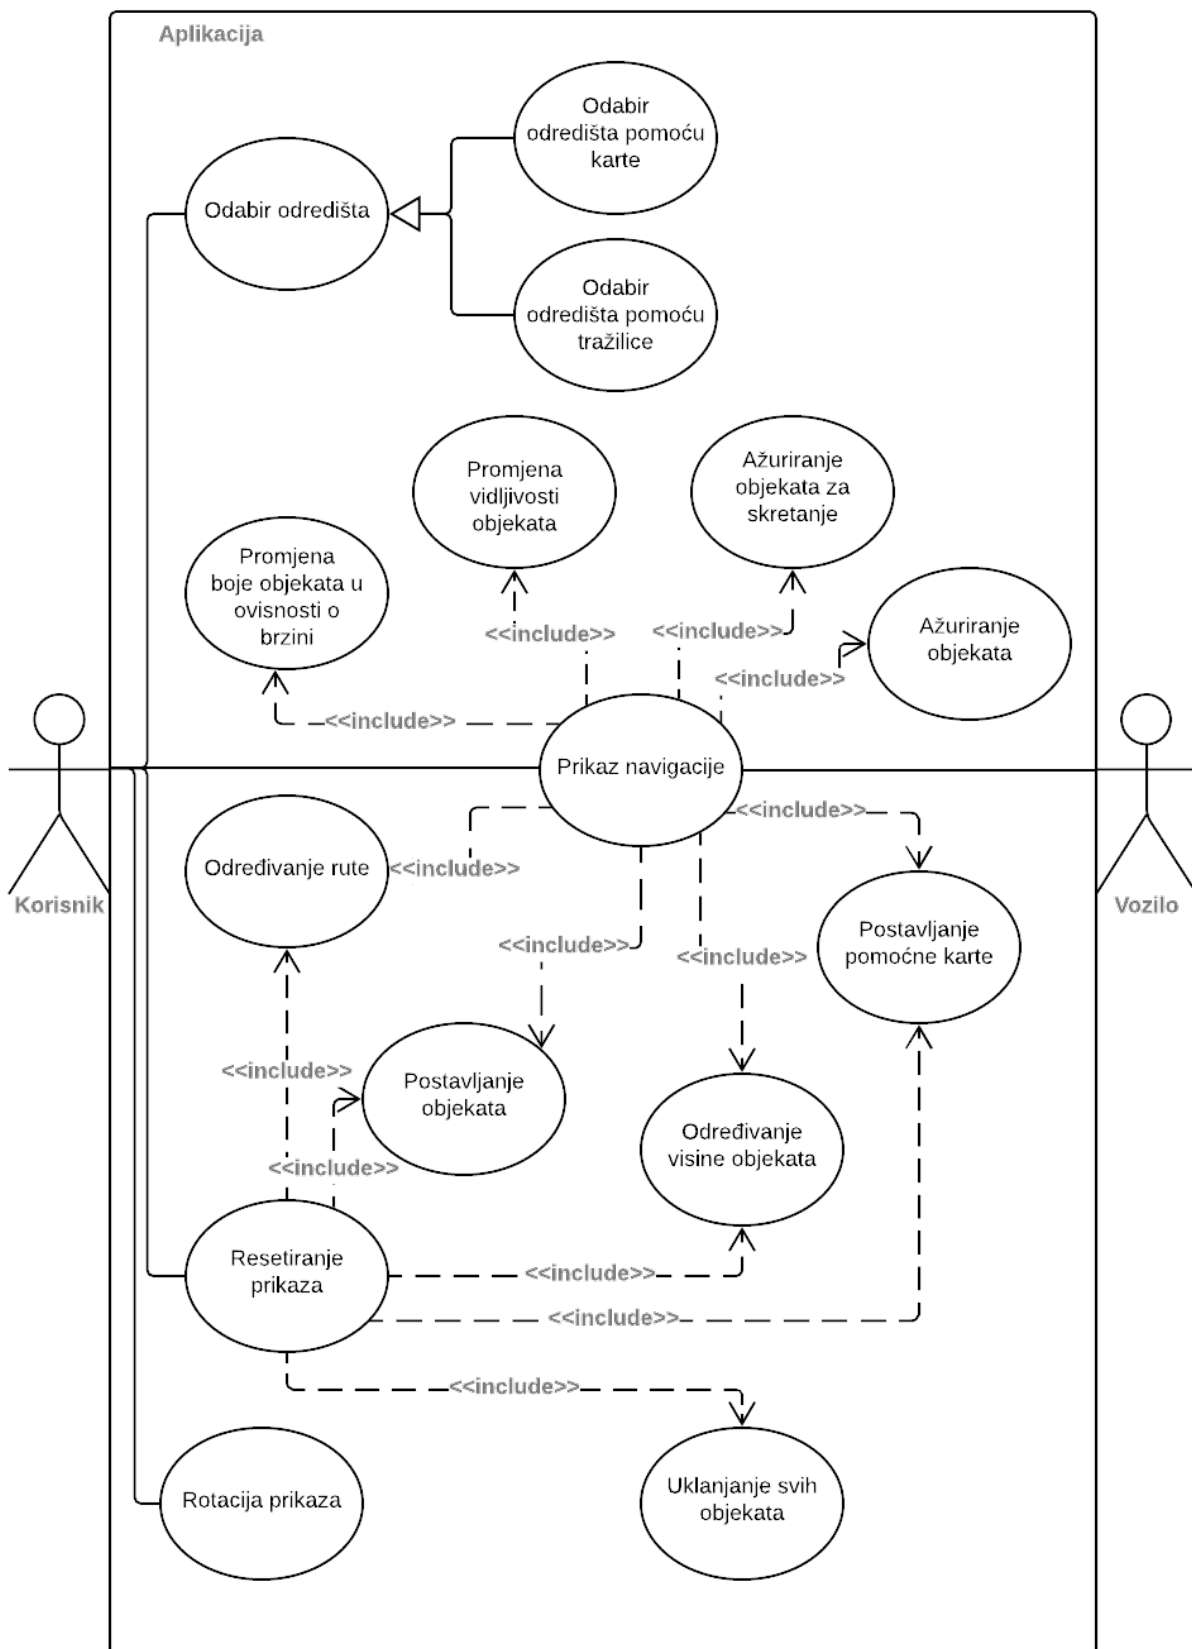 Aplikacija
Odabir
odredišta pomoću
karte
Odabir odredišta
Odabir
odredišta pomoću
tražilice
Promjena
vidljivosti
objekata
Ažuriranje
objekata za
skretanje
Promjena
boje objekata u
ovisnosti o
brzini
Ažuriranje
objekata
<<include>>
<<include>>
<<include>>
<<include>>
Prikaz navigacije
<<include>>
Određivanje rute
<<include>>
Korisnik
Vozilo
<<include>>
<<include>>
Postavljanje
pomoćne karte
<<include>>
Postavljanje
objekata
Određivanje
visine objekata
<<include>>
Resetiranje
prikaza
<<include>>
<<include>>
<<include>>
Rotacija prikaza
Uklanjanje svih
objekata